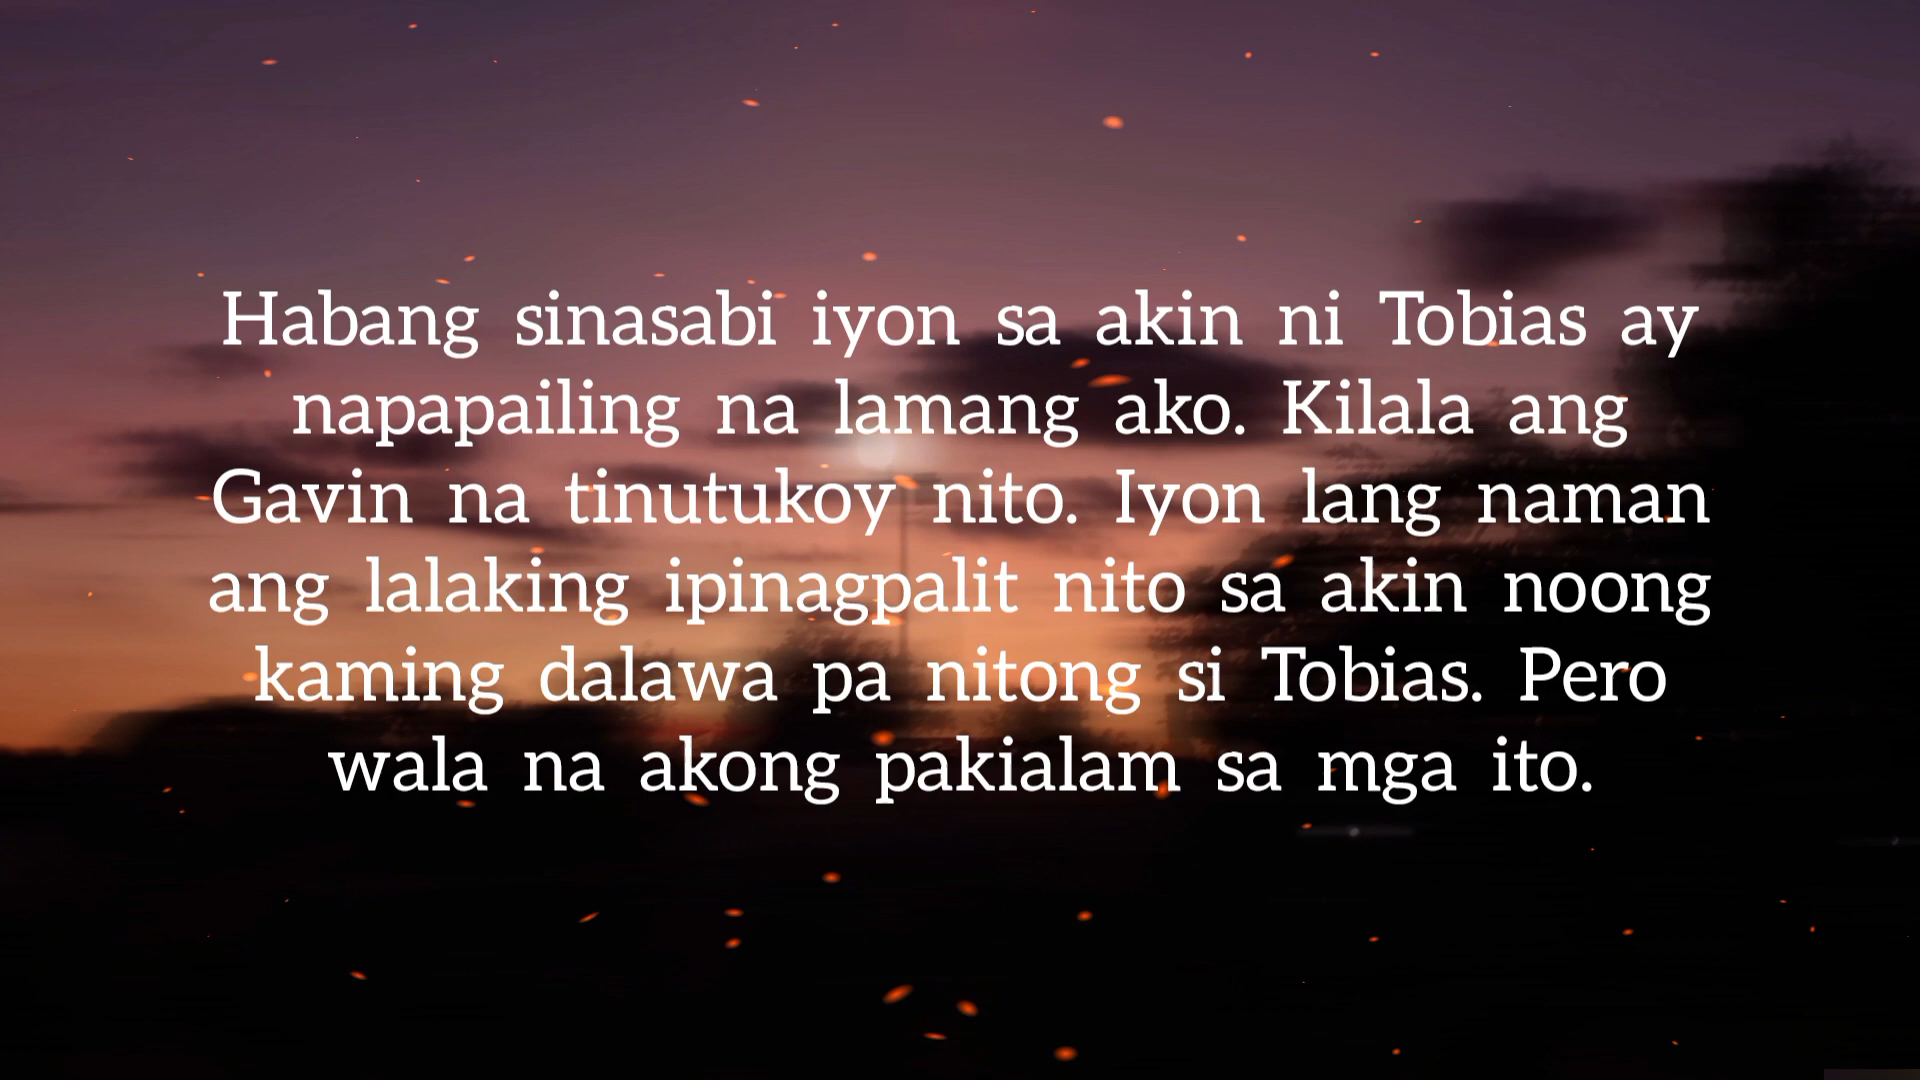 Habang sinasabi iyon sa akin ni Tobias ay
napapailing na lamang ako. Kilala ang
Gavin na tinutukoy nito. Iyon lang naman
ang lalaking ipinagpalit nito sa akin noong
kaming dalawa pa nitong si Tobias. Pero
wala na akong pakialam sa mga ito.